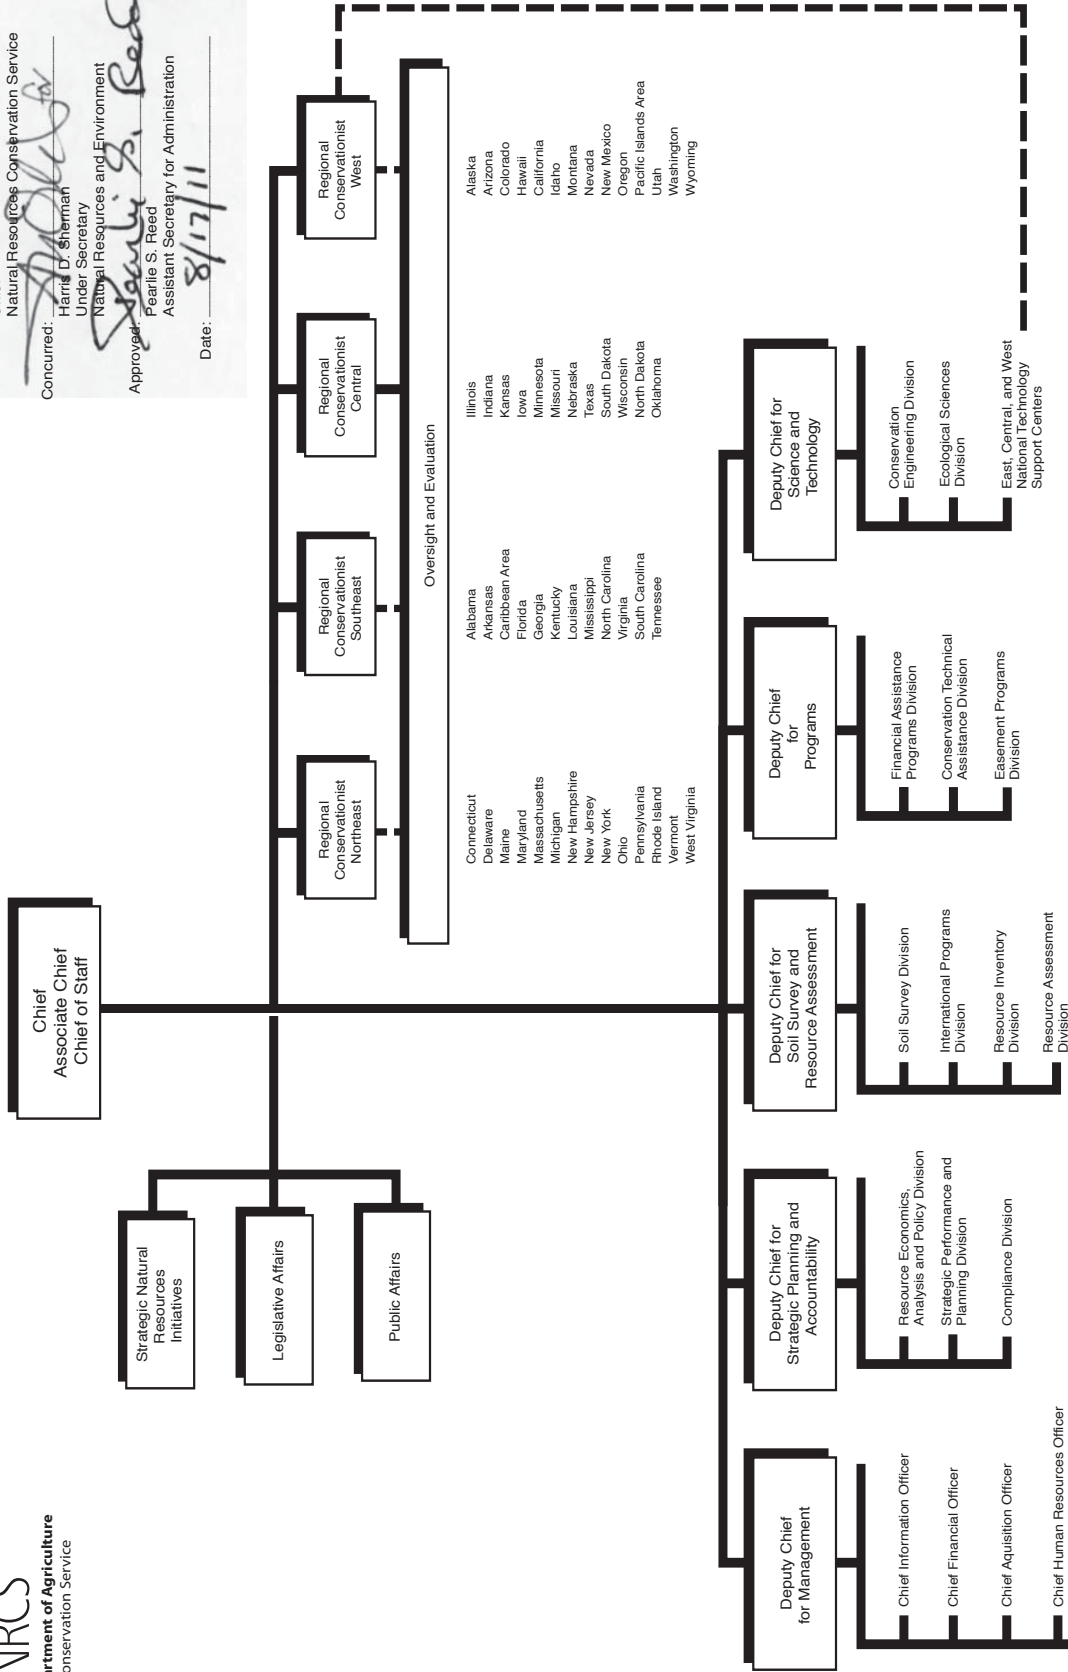 NRCS
rtment of Agriculture
onservation Service
Natural Resources Conservation Service
Concurred:
for
Harris D. Sherman
Under Secretary
Natural Resources and Environment
Approved:
Pearlie S. Reed
Pearlie S. Reed
Assistant Secretary for Administration
Date:
8/17/11
Chief
Associate Chief
Chief of Staff
Strategic Natural
Resources
Initiatives
Legislative Affairs
Public Affairs
Regional
Conservationist
Northeast
Regional
Conservationist
Southeast
Regional
Conservationist
Central
Regional
Conservationist
West
Oversight and Evaluation
Connecticut
Delaware
Maine
Maryland
Massachusetts
Michigan
New Hampshire
New Jersey
New York
Ohio
Pennsylvania
Rhode Island
Vermont
West Virginia
Alabama
Arkansas
Caribbean Area
Florida
Georgia
Kentucky
Louisiana
Mississippi
North Carolina
Virginia
South Carolina
Tennessee
Illinois
Indiana
Kansas
Iowa
Minnesota
Missouri
Nebraska
Texas
South Dakota
Wisconsin
North Dakota
Oklahoma
Alaska
Arizona
Colorado
Hawaii
California
Idaho
Montana
Nevada
New Mexico
Oregon
Pacific Islands Area
Utah
Washington
Wyoming
Deputy Chief
for Management
Chief Information Officer
Chief Financial Officer
Chief Aquisition Officer
Chief Human Resources Officer
Deputy Chief for
Strategic Planning and
Accountability
Resource Economics,
Analysis and Policy Division
Strategic Performance and
Planning Division
Compliance Division
Deputy Chief for
Soil Survey and
Resource Assessment
Soil Survey Division
International Programs
Division
Resource Inventory
Division
Resource Assessment
Division
Deputy Chief
for
Programs
Financial Assistance
Programs Division
Conservation Technical
Assistance Division
Easement Programs
Division
Deputy Chief for
Science and
Technology
Conservation
Engineering Division
Ecological Sciences
Division
East, Central, and West
National Technology
Support Centers